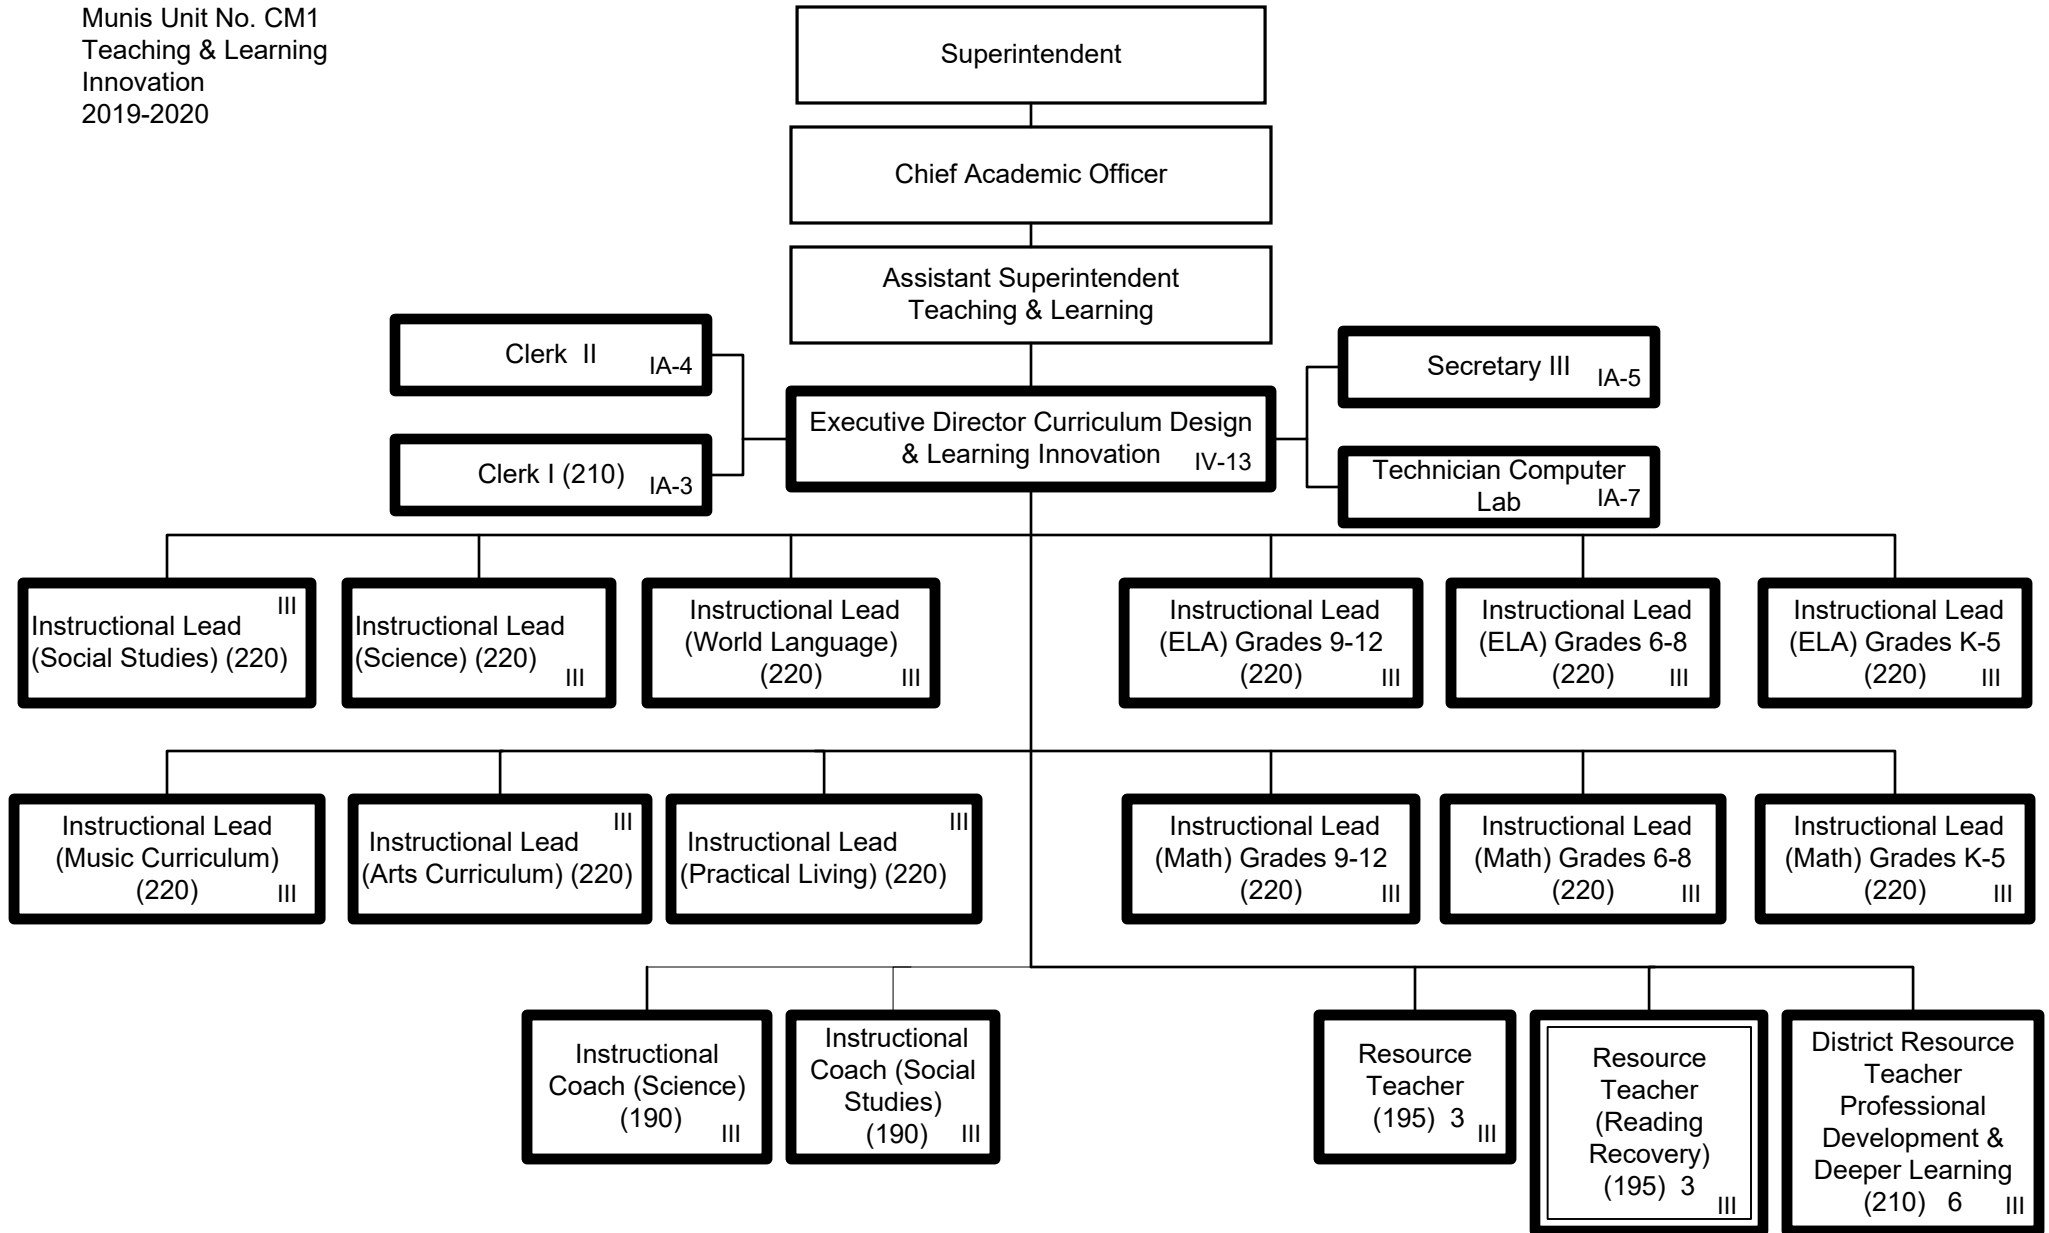 Munis Unit No. CM1
Teaching & Learning
Innovation
2019-2020
Superintendent
Chief Academic Officer
Assistant Superintendent
Teaching & Learning
Clerk  II
IA-4
Clerk I (210)
IA-3
Executive Director Curriculum Design
& Learning Innovation
IV-13
Secretary III
IA-5
Technician Computer
Lab
IA-7
III
Instructional Lead
(Social Studies) (220)
Instructional Lead
(Science) (220)
III
Instructional Lead
(World Language)
(220)
III
Instructional Lead
(ELA) Grades 9-12
(220)
III
Instructional Lead
(ELA) Grades 6-8
(220)
III
Instructional Lead
(ELA) Grades K-5
(220)
III
Instructional Lead
(Music Curriculum)
(220)
III
III
Instructional Lead
(Arts Curriculum) (220)
III
Instructional Lead
(Practical Living) (220)
Instructional Lead
(Math) Grades 9-12
(220)
III
Instructional Lead
(Math) Grades 6-8
(220)
III
Instructional Lead
(Math) Grades K-5
(220)
III
Instructional
Coach (Science)
(190)
III
Instructional
Coach (Social
Studies)
(190)
III
Resource
Teacher
(195)  3
III
Resource
Teacher
(Reading
Recovery)
(195)  3
III
District Resource
Teacher
Professional
Development &
Deeper Learning
(210)   6
III